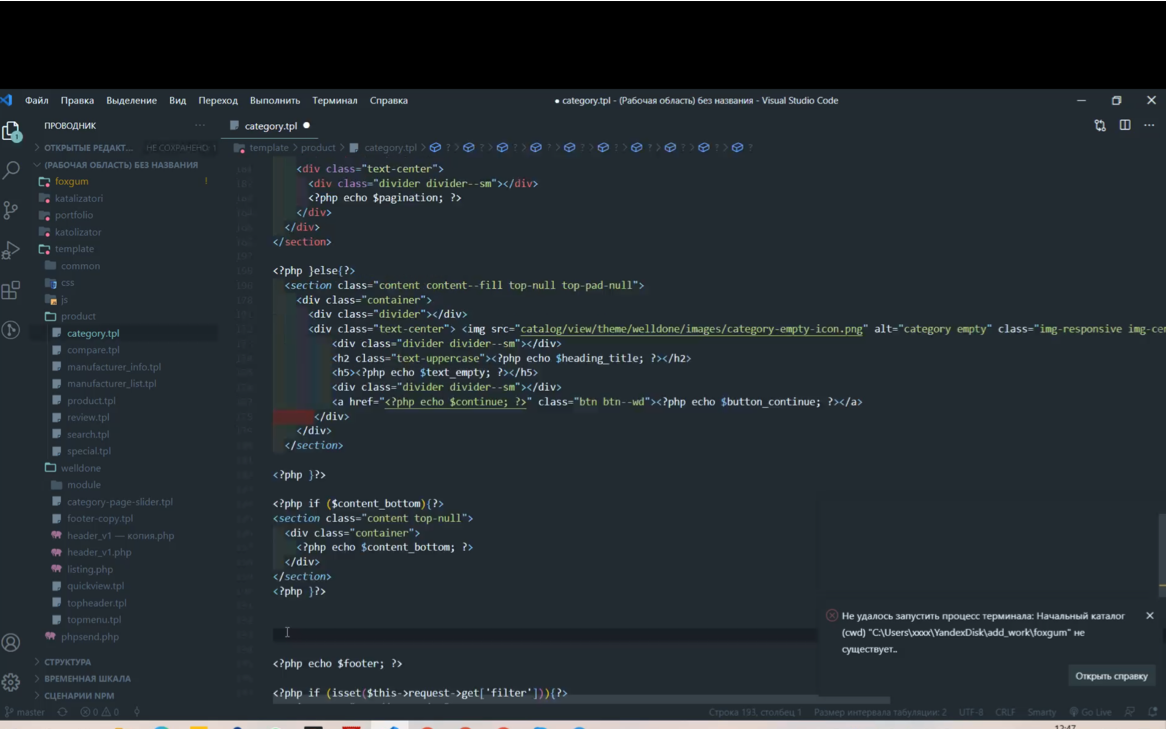 Файл Правка Выделение Вид Переход Выполнить Терминал Справка
● category.tpl - (Рабочая область) без названия - Visual Studio Code
ПРОВОДНИК
category.tpl
ОТКРЫТЫЕ РЕДАКТ... НЕ СОХРАНЕНО: 1
template > product > category.tpl > ? > ? > ? > ? > ? > ? > ? > ? > ? > ?
(РАБОЧАЯ ОБЛАСТЬ) БЕЗ НАЗВАНИЯ
foxgum !
katalizatori
portfolio
katolizator
template
common
css
js
product
category.tpl
compare.tpl
manufacturer_info.tpl
manufacturer_list.tpl
product.tpl
review.tpl
search.tpl
special.tpl
welldone
module
category-page-slider.tpl
footer-copy.tpl
header_v1 — копия.php
header_v1.php
listing.php
quickview.tpl
topheader.tpl
topmenu.tpl
phpsend.php
СТРУКТУРА
ВРЕМЕННАЯ ШКАЛА
СЦЕНАРИИ NPM
<div class="text-center">
<div class="divider divider--sm"></div>
<?php echo $pagination; ?>
</div>
</div>
</section>
<?php }else{?>
<section class="content content--fill top-null top-pad-null">
<div class="container">
<div class="divider"></div>
<div class="text-center"> <img src="catalog/view/theme/welldone/images/category-empty-icon.png" alt="category empty" class="img-responsive img-cen
<div class="divider divider--sm"></div>
<h2 class="text-uppercase"><?php echo $heading_title; ?></h2>
<h5><?php echo $text_empty; ?></h5>
<div class="divider divider--sm"></div>
<a href="<?php echo $continue; ?>" class="btn btn--wd"><?php echo $button_continue; ?></a>
</div>
</div>
</section>
<?php }?>
<?php if ($content_bottom){?>
<section class="content top-null">
<div class="container">
<?php echo $content_bottom; ?>
</div>
</section>
<?php }?>
<?php echo $footer; ?>
<?php if (isset($this->request->get['filter'])){?>
Не удалось запустить процесс терминала: Начальный каталог
(cwd) "C:\Users\xxxx\YandexDisk\add_work\foxgum" не
существует..
Открыть справку
master 0 0 Строка 193, столбец 1 Размер интервала табуляции: 2 UTF-8 CRLF Smarty Go Live
12:47